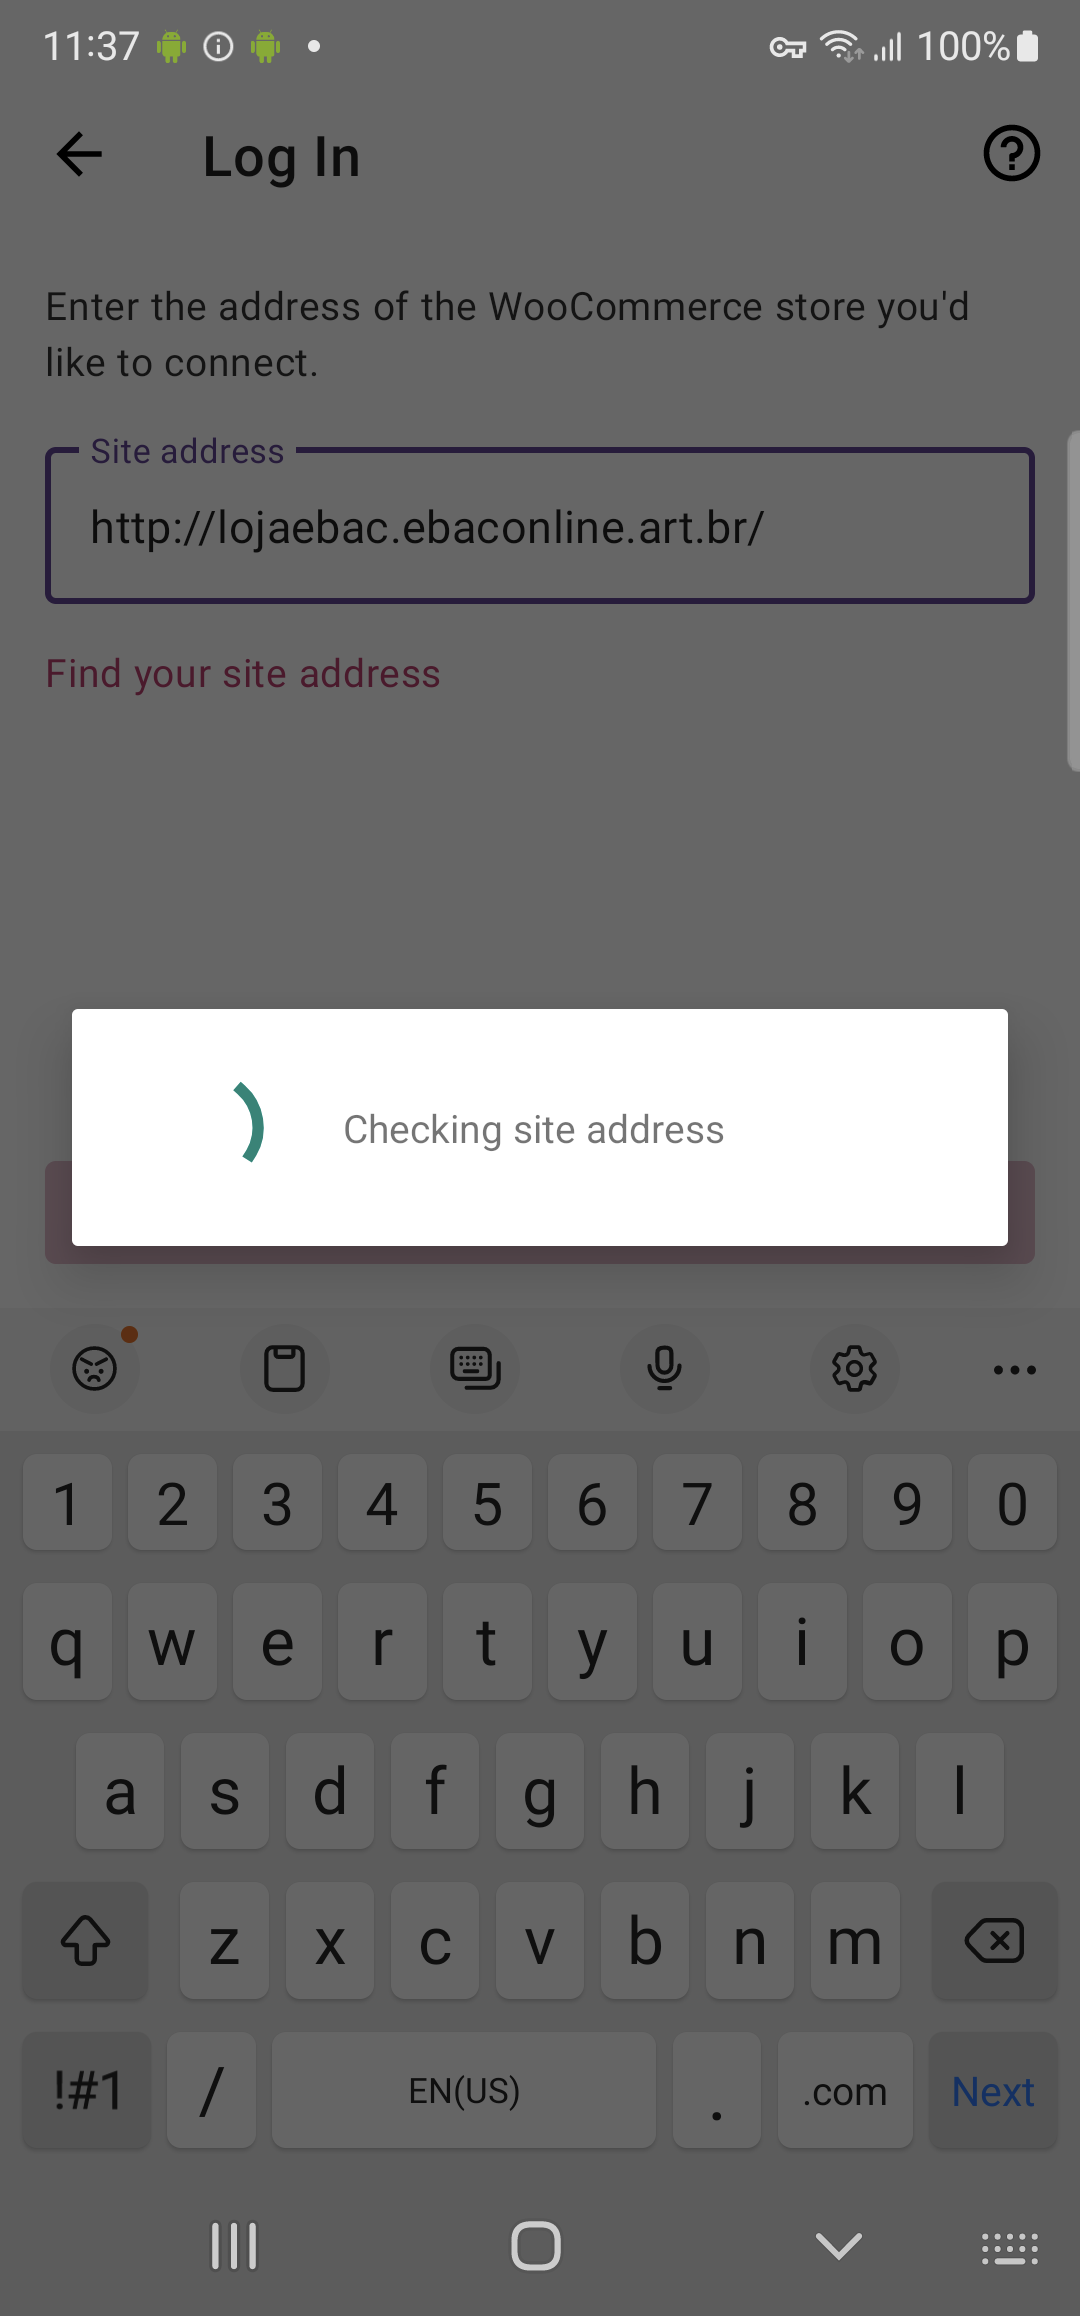 11:37
100%
Log In
Enter the address of the WooCommerce store you'd
like to connect.
Site address
http://lojaebac.ebaconline.art.br/
Find your site address
Checking site address
1 2 3 4 5 6 7 8 9 0
q w e r t y u i o p
a s d f g h j k l
z x c v b n m
!#1 / EN(US) . .com Next